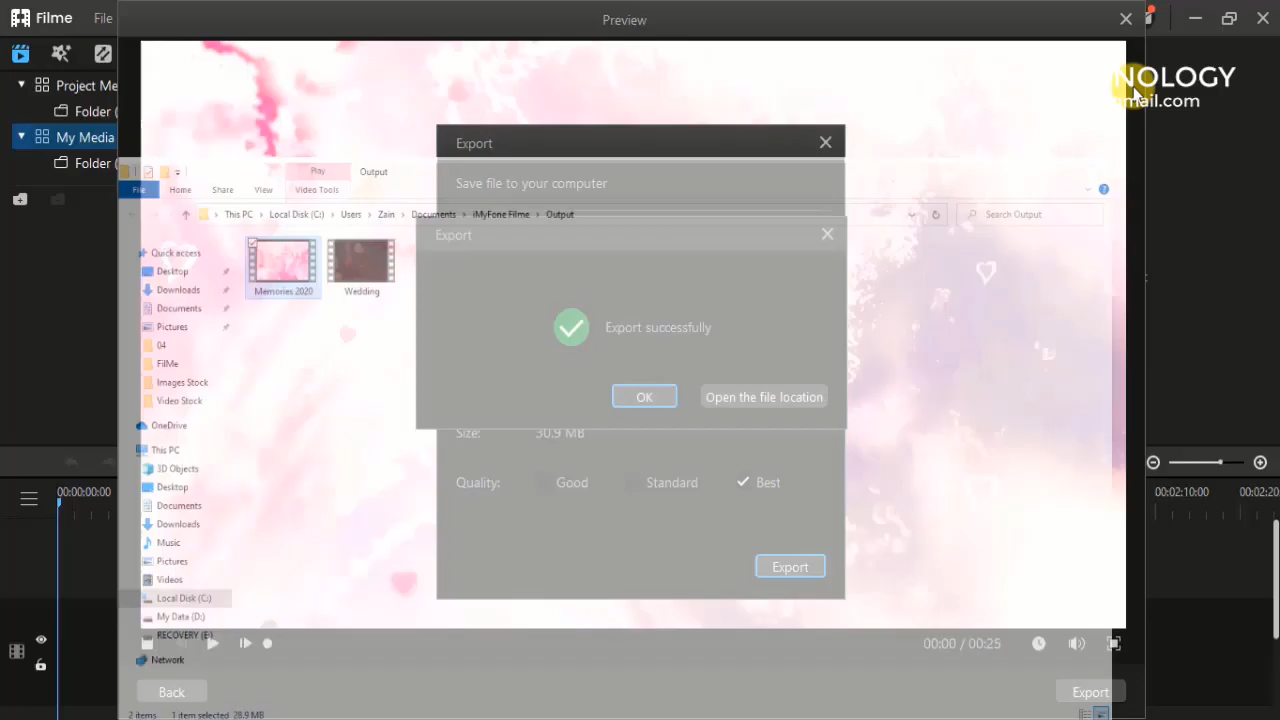 Filme
File
Preview
NOLOGY
mail.com
Project Me
Folder (
My Media
Folder (
Export
Save file to your computer
Play
Output
File
Home
Share
View
Video Tools
This PC
Local Disk (C:)
Users
Zain
Documents
iMyFone Filme
Output
Search Output
Export
Quick access
Desktop
Downloads
Documents
Pictures
04
FilMe
Images Stock
Video Stock
OneDrive
This PC
3D Objects
Desktop
Documents
Downloads
Music
Pictures
Videos
Local Disk (C:)
My Data (D:)
RECOVERY (E:)
Network
Memories 2020
Wedding
Export successfully
OK
Open the file location
Size:
30.9 MB
Quality:
Good
Standard
Best
Export
00:00:00:00
00:02:10:00
00:02:20
00:00 / 00:25
Back
Export
2 items
1 item selected
28.9MB